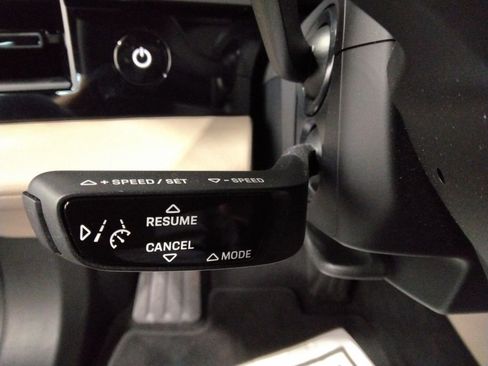 + SPEED / SET - SPEED
RESUME
CANCEL
MODE